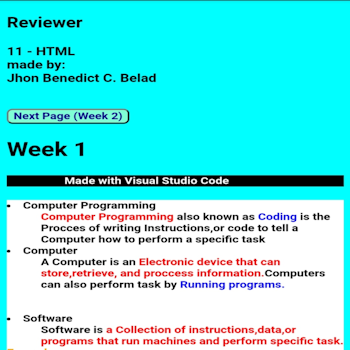 Reviewer
11 - HTML
made by:
Jhon Benedict C. Belad
Next Page (Week 2)
Week 1
Made with Visual Studio Code
• Computer Programming
Computer Programming also known as Coding is the
Procces of writing Instructions,or code to tell a
Computer how to perform a specific task
• Computer
A Computer is an Electronic device that can
store,retrieve, and proccess information.Computers
can also perform task by Running programs.
• Software
Software is a Collection of instructions,data,or
programs that run machines and perform specific task.